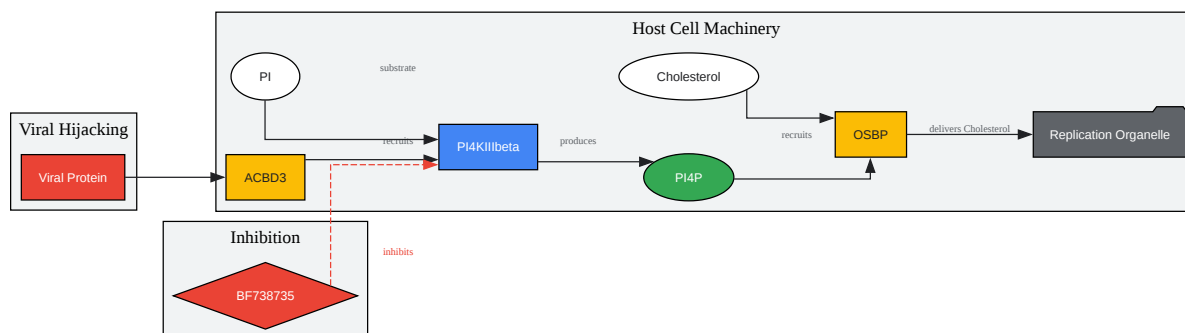 Host Cell Machinery
PI
substrate
Cholesterol
Viral Hijacking
Viral Protein
ACBD3
recruits
PI4KIIIbeta
produces
PI4P
recruits
OSBP
delivers Cholesterol
Replication Organelle
Inhibition
BF738735
inhibits